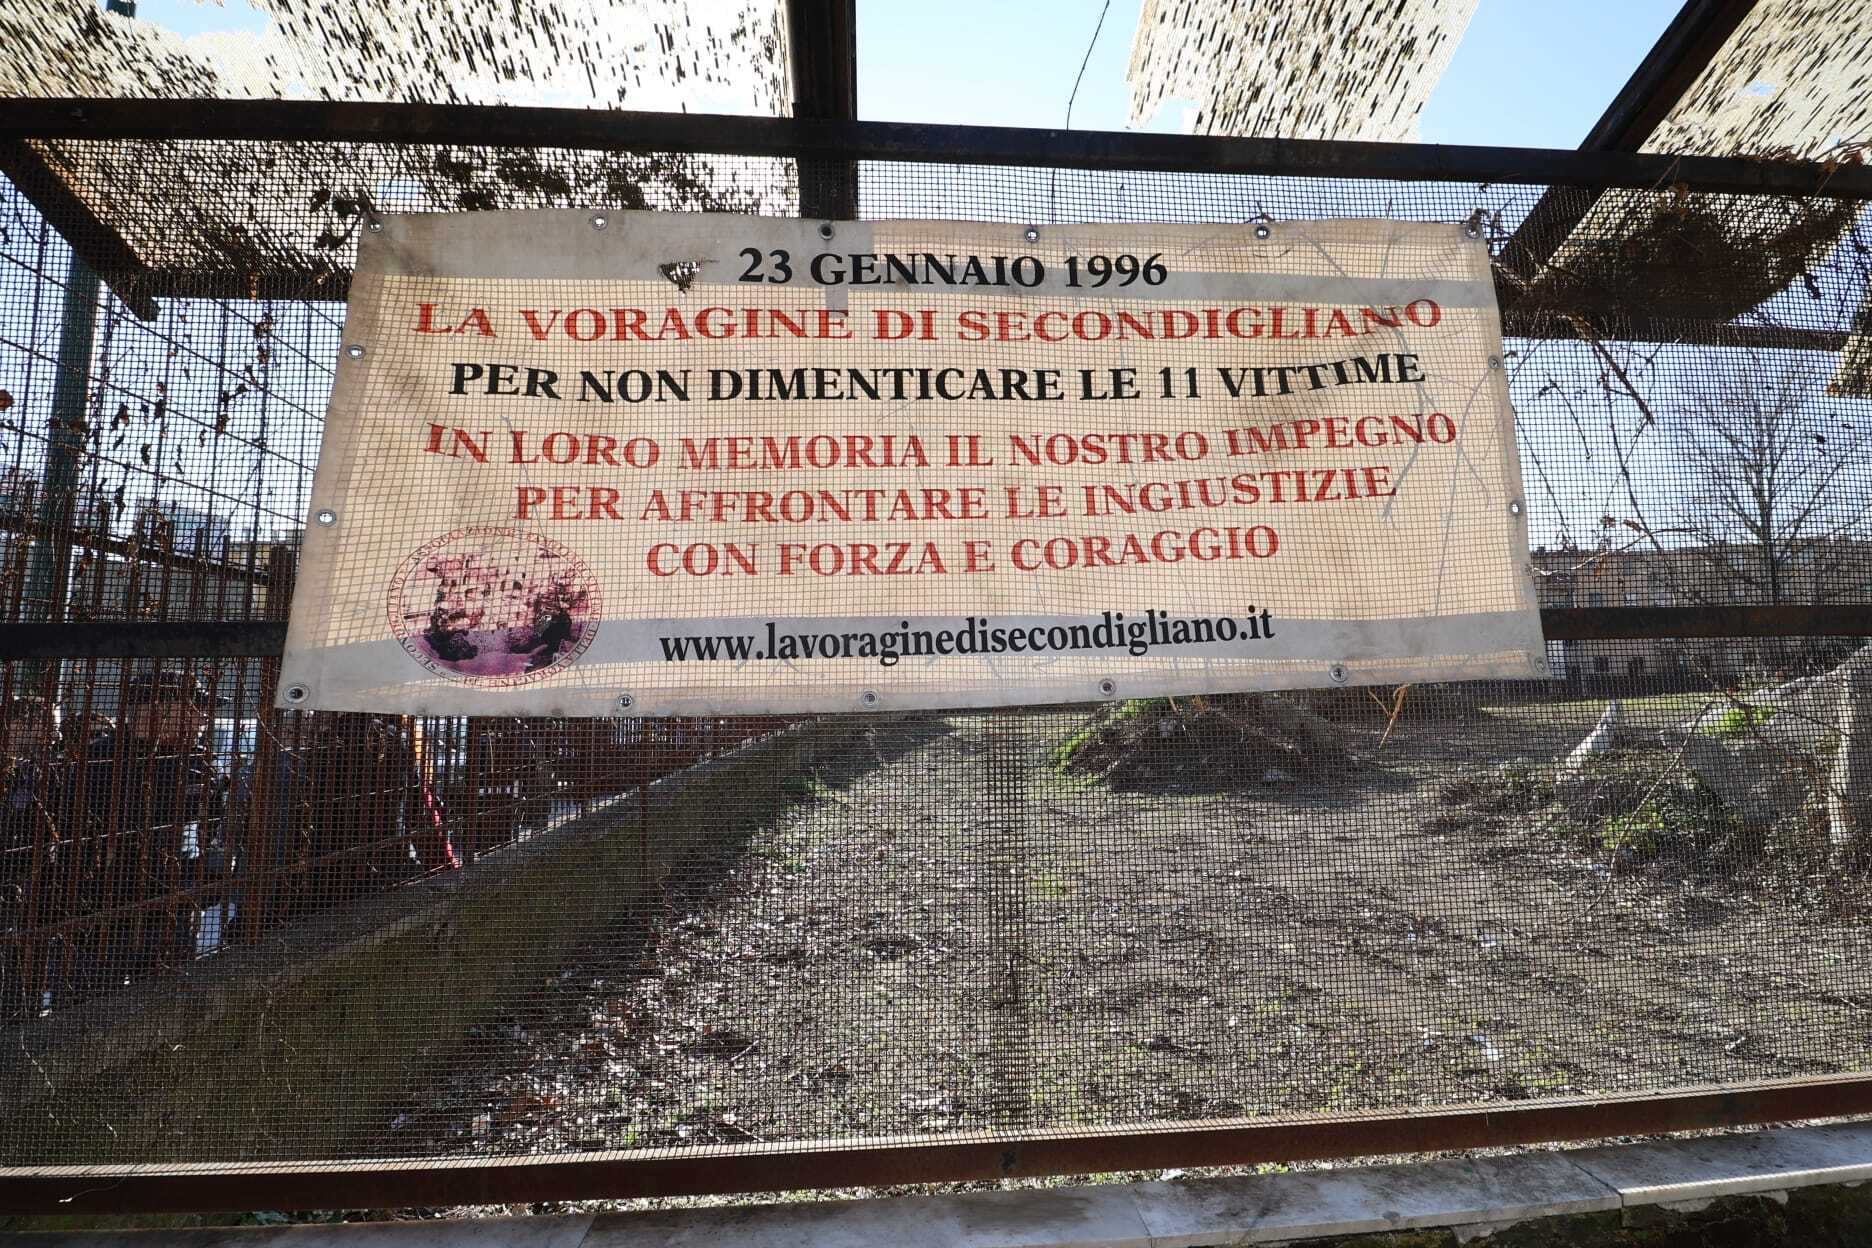 23 GENNAIO 1996
LA VORAGINE DI SECONDIGLIANO
PER NON DIMENTICARE LE 11 VITTIME
IN LORO MEMORIA IL NOSTRO IMPEGNO
PER AFFRONTARE LE INGIUSTIZIE
CON FORZA E CORAGGIO
www.lavoraginedisecondigliano.it